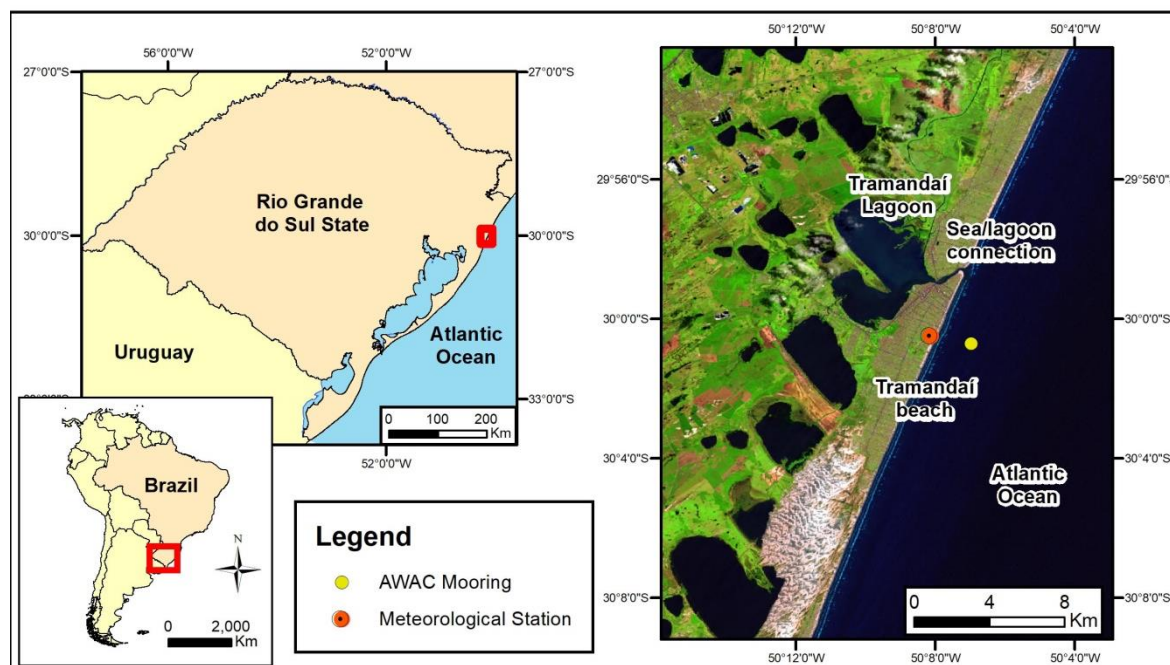 56°0'0"W
52°0'0"W
27°0'0"S
27°0'0"S
Rio Grande
do Sul State
30°0'0"S
30°0'0"S
Uruguay
Atlantic
Ocean
33°0'0"S
0 100 200
Km
52°0'0"W
Brazil
N
0 2,000
Km
Legend
AWAC Mooring
Meteorological Station
50°12'0"W
50°8'0"W
50°4'0"W
29°56'0"S
29°56'0"S
Tramandaí
Lagoon
Sea/lagoon
connection
30°0'0"S
30°0'0"S
Tramandaí
beach
30°4'0"S
30°4'0"S
Atlantic
Ocean
30°8'0"S
30°8'0"S
0 4 8
Km
50°12'0"W
50°8'0"W
50°4'0"W